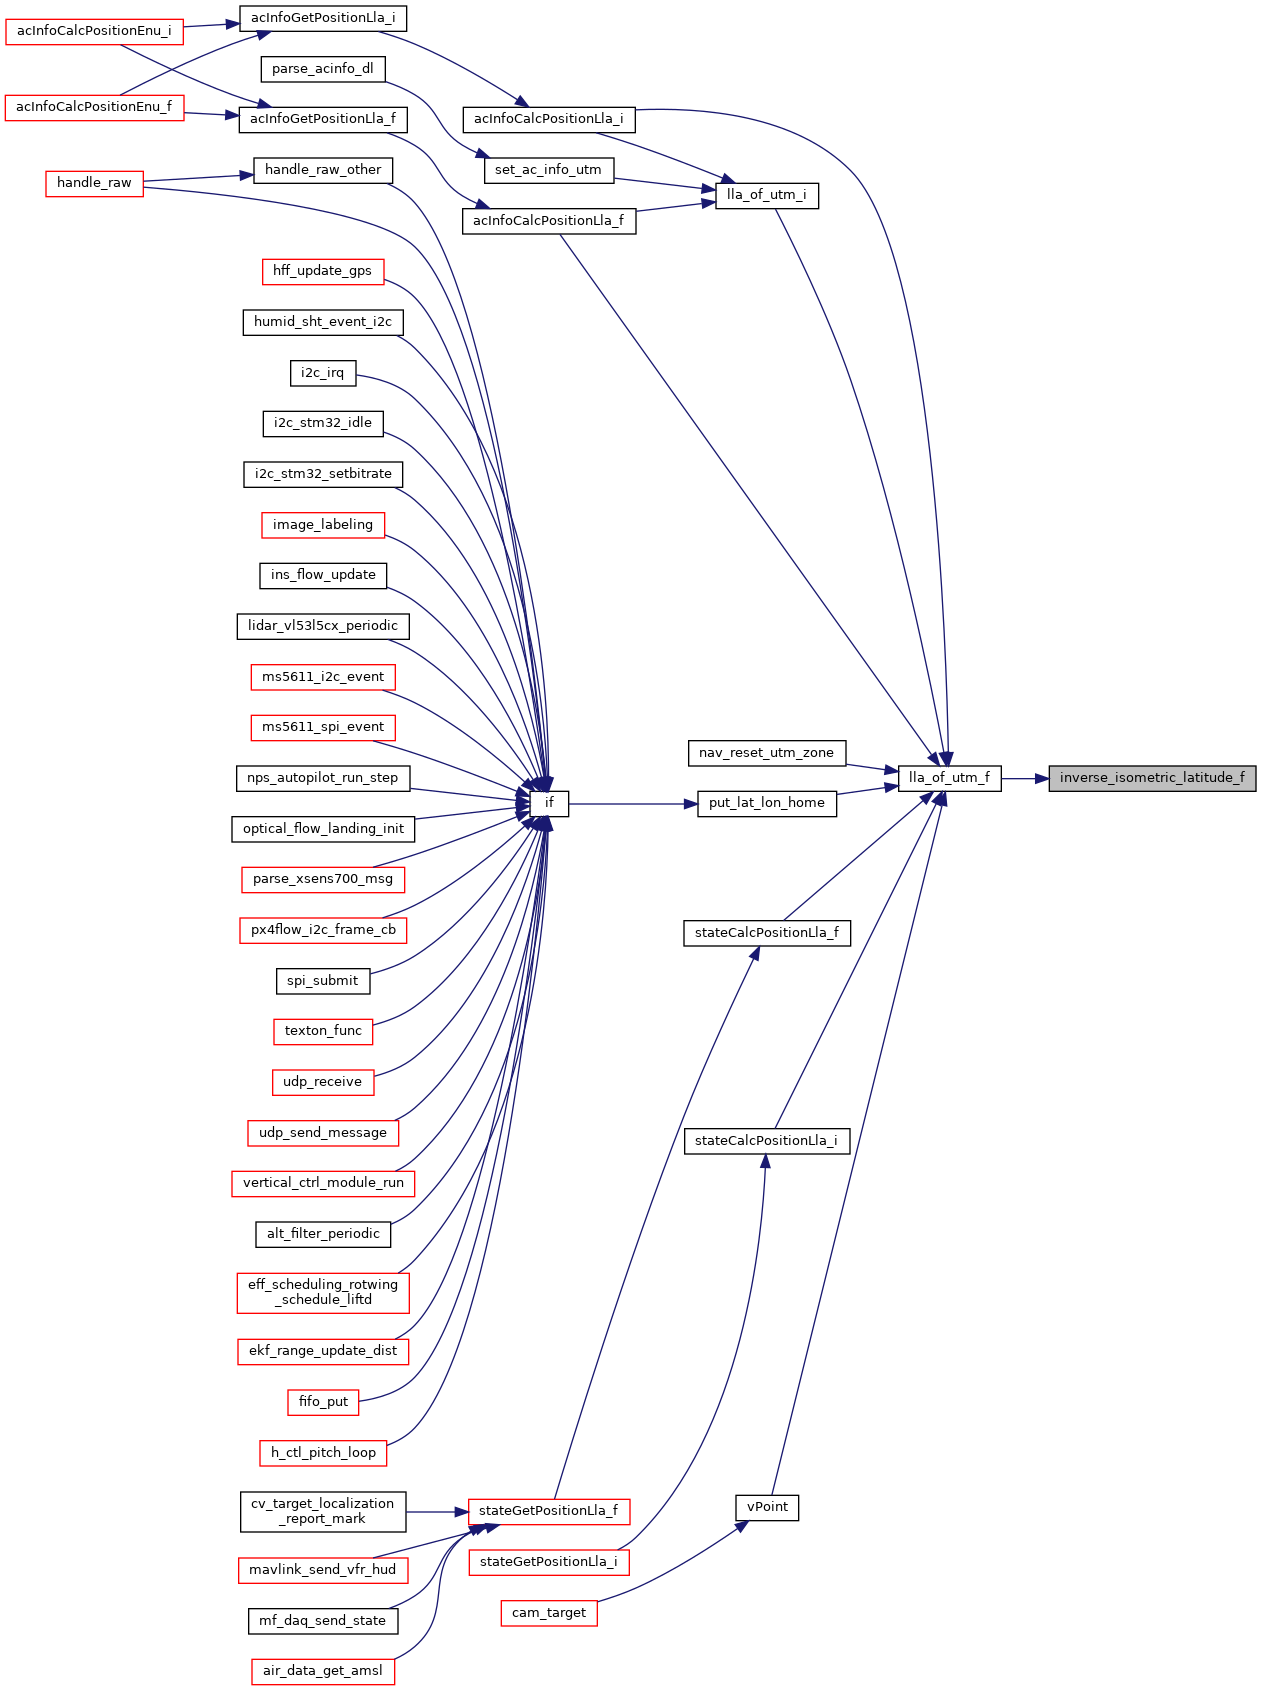 acInfoCalcPositionEnu_i
acInfoCalcPositionEnu_f
handle_raw
acInfoGetPositionLla_i
parse_acinfo_dl
acInfoGetPositionLla_f
handle_raw_other
hff_update_gps
humid_sht_event_i2c
i2c_irq
i2c_stm32_idle
i2c_stm32_setbitrate
image_labeling
ins_flow_update
lidar_vl53l5cx_periodic
ms5611_i2c_event
ms5611_spi_event
nps_autopilot_run_step
optical_flow_landing_init
parse_xsens700_msg
px4flow_i2c_frame_cb
spi_submit
texton_func
udp_receive
udp_send_message
vertical_ctrl_module_run
alt_filter_periodic
eff_scheduling_rotwing
_schedule_liftd
ekf_range_update_dist
fifo_put
h_ctl_pitch_loop
cv_target_localization
_report_mark
mavlink_send_vfr_hud
mf_daq_send_state
air_data_get_amsl
acInfoCalcPositionLla_i
set_ac_info_utm
acInfoCalcPositionLla_f
if
stateGetPositionLla_f
stateGetPositionLla_i
cam_target
lla_of_utm_i
nav_reset_utm_zone
put_lat_lon_home
stateCalcPositionLla_f
stateCalcPositionLla_i
vPoint
lla_of_utm_f
inverse_isometric_latitude_f